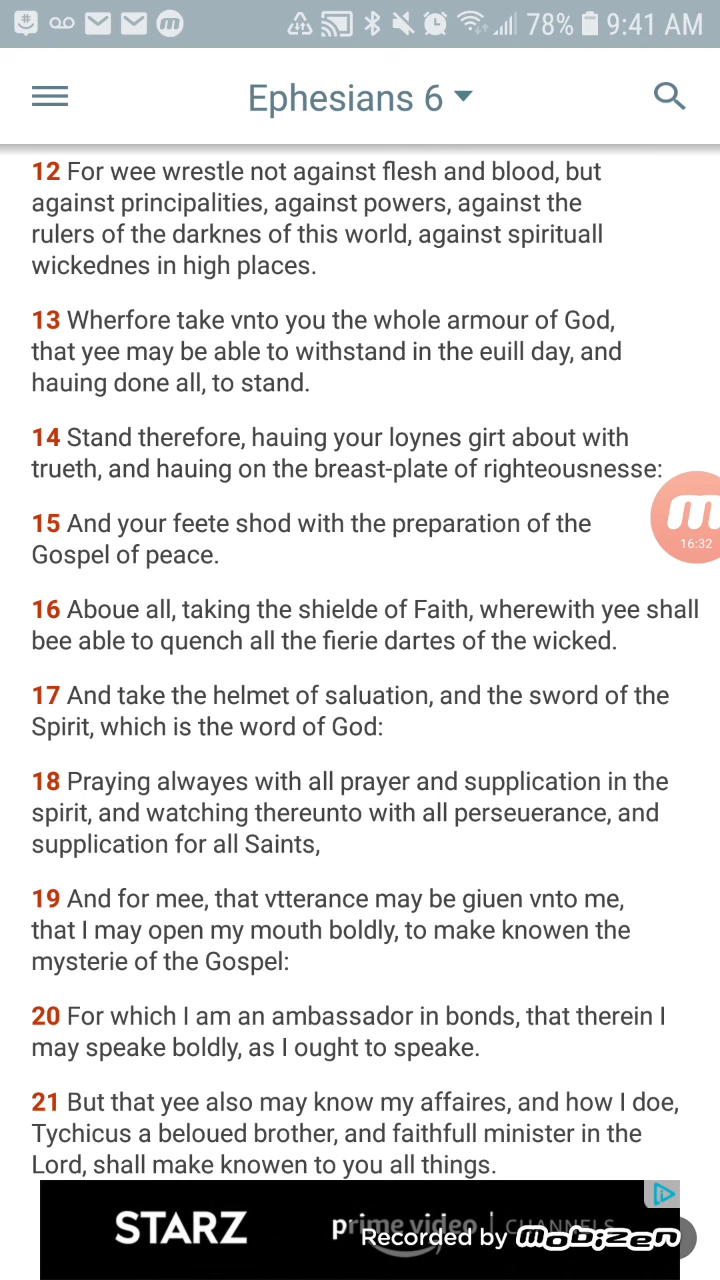 78% 9:41 AM
Ephesians 6
12 For wee wrestle not against flesh and blood, but
against principalities, against powers, against the
rulers of the darknes of this world, against spirituall
wickednes in high places.
13 Wherfore take vnto you the whole armour of God,
that yee may be able to withstand in the euill day, and
hauing done all, to stand.
14 Stand therefore, hauing your loynes girt about with
trueth, and hauing on the breast-plate of righteousnesse:
15 And your feete shod with the preparation of the
Gospel of peace.
m
16:32
16 Aboue all, taking the shielde of Faith, wherewith yee shall
bee able to quench all the fierie dartes of the wicked.
17 And take the helmet of saluation, and the sword of the
Spirit, which is the word of God:
18 Praying alwayes with all prayer and supplication in the
spirit, and watching thereunto with all perseuerance, and
supplication for all Saints,
19 And for mee, that vtterance may be giuen vnto me,
that I may open my mouth boldly, to make knowen the
mysterie of the Gospel:
20 For which I am an ambassador in bonds, that therein I
may speake boldly, as I ought to speake.
21 But that yee also may know my affaires, and how I doe,
Tychicus a beloued brother, and faithfull minister in the
Lord, shall make knowen to you all things.
STARZ prime video | CHANNELS
Recorded by mobizen